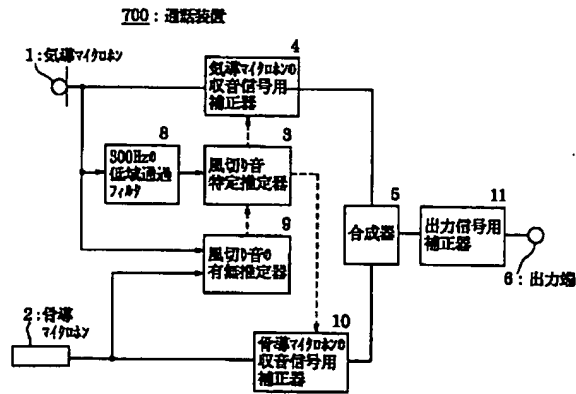 700:通話装置
1:気導マイクロホン
4
気導マイクロホンの
収音信号用
補正器
8
300Hzの
低域通過
フィルタ
3
風切り音
特定推定器
9
風切り音の
有無推定器
5
合成器
11
出力信号用
補正器
6:出力端
2:骨導
マイクロホン
10
骨導マイクロホンの
収音信号用
補正器